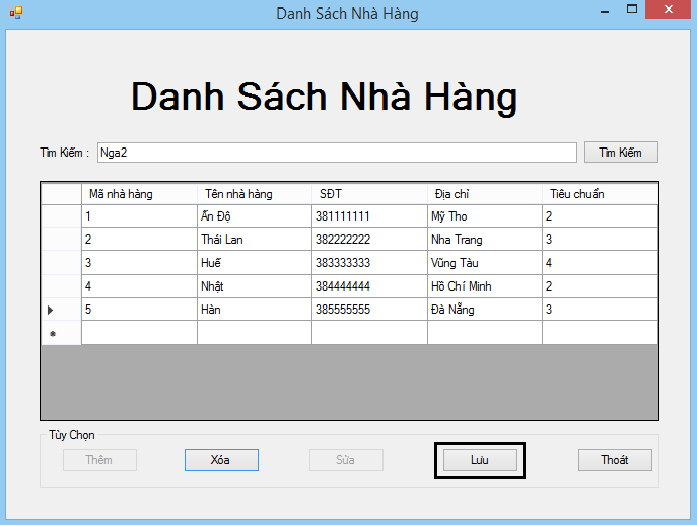 Danh Sách Nhà Hàng
Danh Sách Nhà Hàng
Tìm Kiếm : Nga2 Tìm Kiếm
Mã nhà hàng Tên nhà hàng SĐT Địa chỉ Tiêu chuẩn
1 Ấn Độ 381111111 Mỹ Tho 2
2 Thái Lan 382222222 Nha Trang 3
3 Huế 383333333 Vũng Tàu 4
4 Nhật 384444444 Hồ Chí Minh 2
5 Hàn 385555555 Đà Nẵng 3
Tùy Chọn
Thêm Xóa Sửa Lưu Thoát